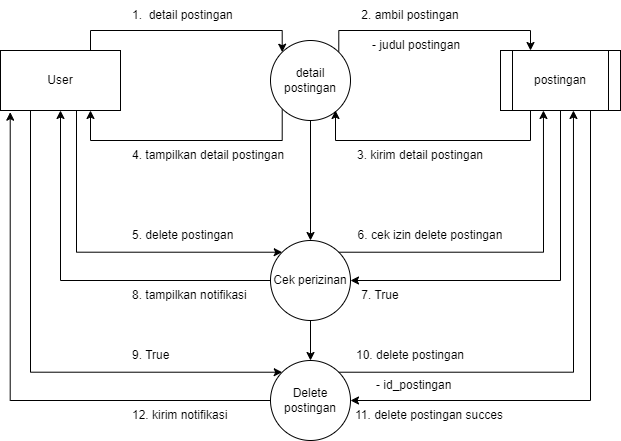 1.  detail postingan
2. ambil postingan
- judul postingan
User
detail
postingan
postingan
4. tampilkan detail postingan
3. kirim detail postingan
5. delete postingan
6. cek izin delete postingan
Cek perizinan
8. tampilkan notifikasi
7. True
9. True
10. delete postingan
- id_postingan
Delete
postingan
12. kirim notifikasi
11. delete postingan succes